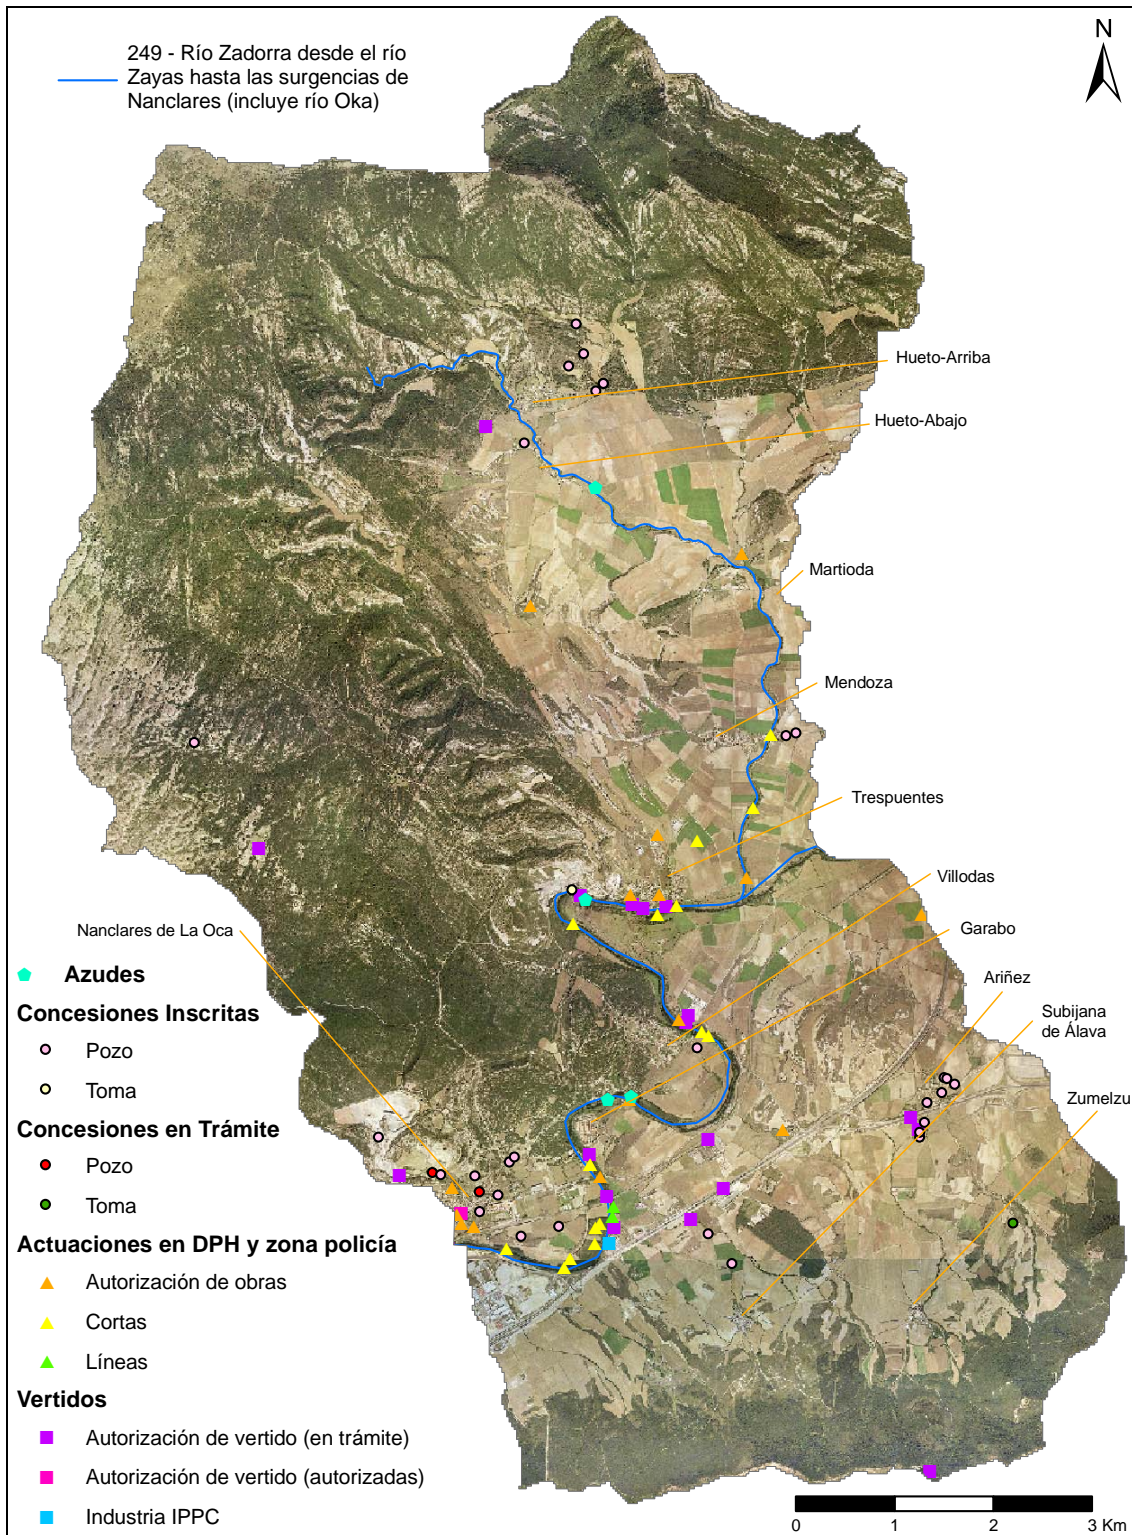 249 - Río Zadorra desde el río
Zayas hasta las surgencias de
Nanclares (incluye río Oka)
N
Hueto-Arriba
Hueto-Abajo
Martioda
Mendoza
Trespuentes
Villodas
Garabo
Nanclares de La Oca
Ariñez
Subijana
de Álava
Zumelzu
Azudes
Concesiones Inscritas
Pozo
Toma
Concesiones en Trámite
Pozo
Toma
Actuaciones en DPH y zona policía
Autorización de obras
Cortas
Líneas
Vertidos
Autorización de vertido (en trámite)
Autorización de vertido (autorizadas)
Industria IPPC
0 1 2 3 Km